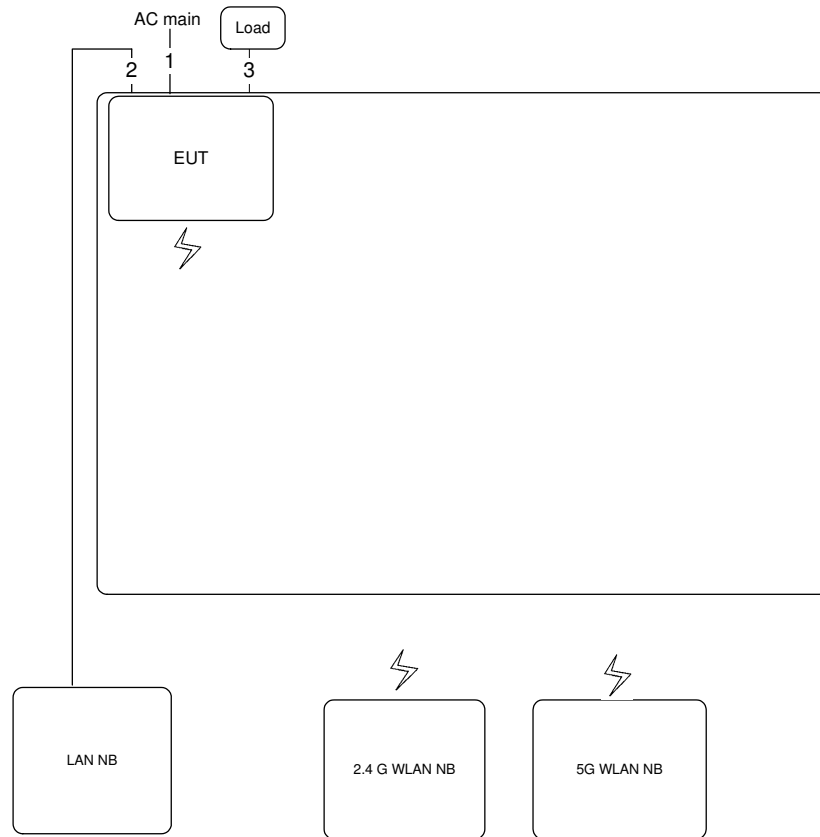 AC main
Load
2
1
3
EUT
LAN NB
2.4 G WLAN NB
5G WLAN NB